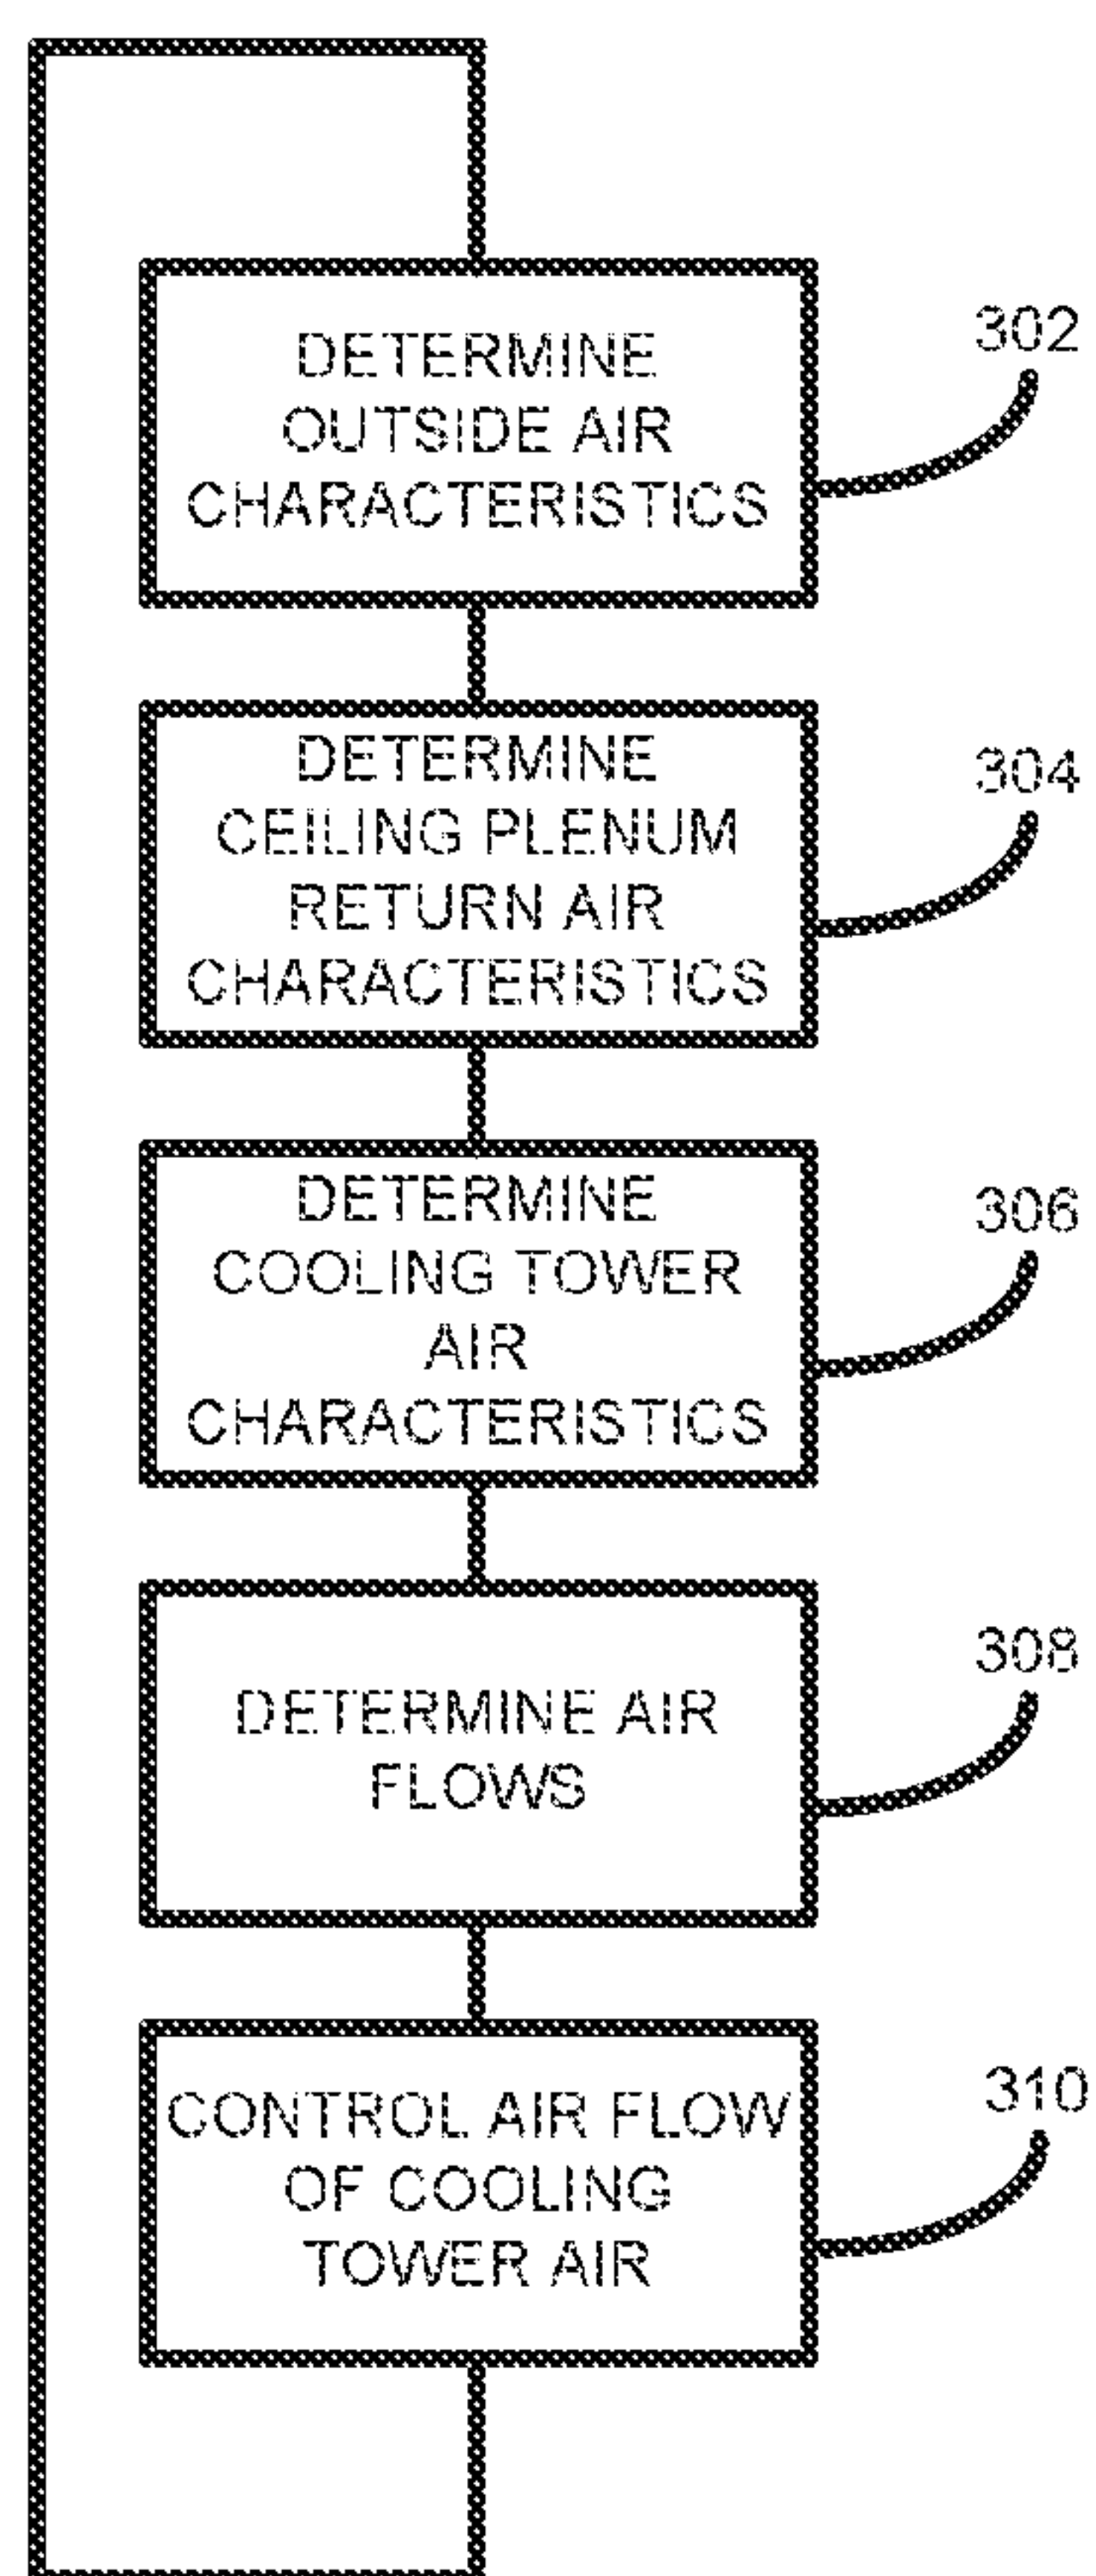 DETERMINE
OUTSIDE AIR
CHARACTERISTICS
302
DETERMINE
CEILING PLENUM
RETURN AIR
CHARACTERISTICS
304
DETERMINE
COOLING TOWER
AIR
CHARACTERISTICS
306
DETERMINE AIR
FLOWS
308
CONTROL AIR FLOW
OF COOLING
TOWER AIR
310